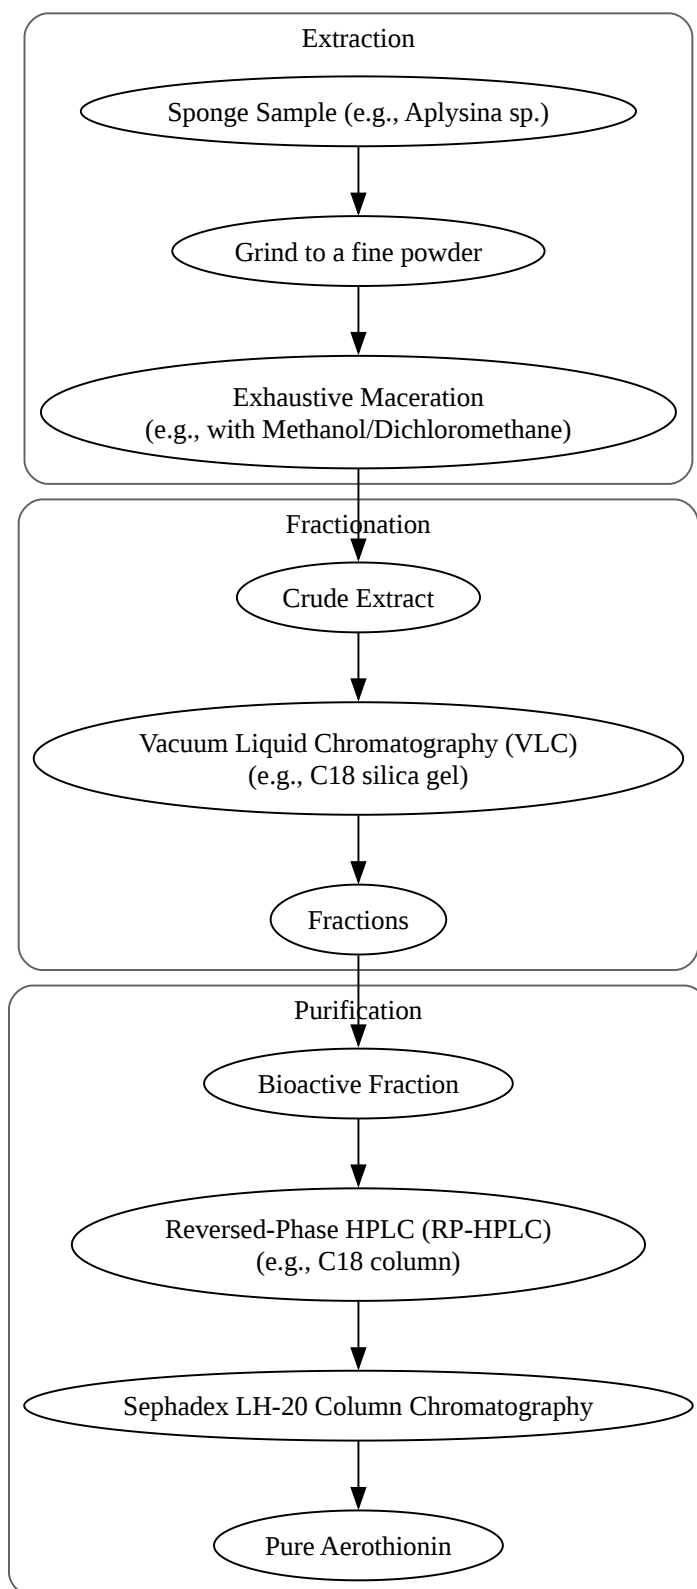 Extraction
Sponge Sample (e.g., Aplysina sp.)
Grind to a fine powder
Exhaustive Maceration
(e.g., with Methanol/Dichloromethane)
Fractionation
Crude Extract
Vacuum Liquid Chromatography (VLC)
(e.g., C18 silica gel)
Fractions
Purification
Bioactive Fraction
Reversed-Phase HPLC (RP-HPLC)
(e.g., C18 column)
Sephadex LH-20 Column Chromatography
Pure Aerothionin